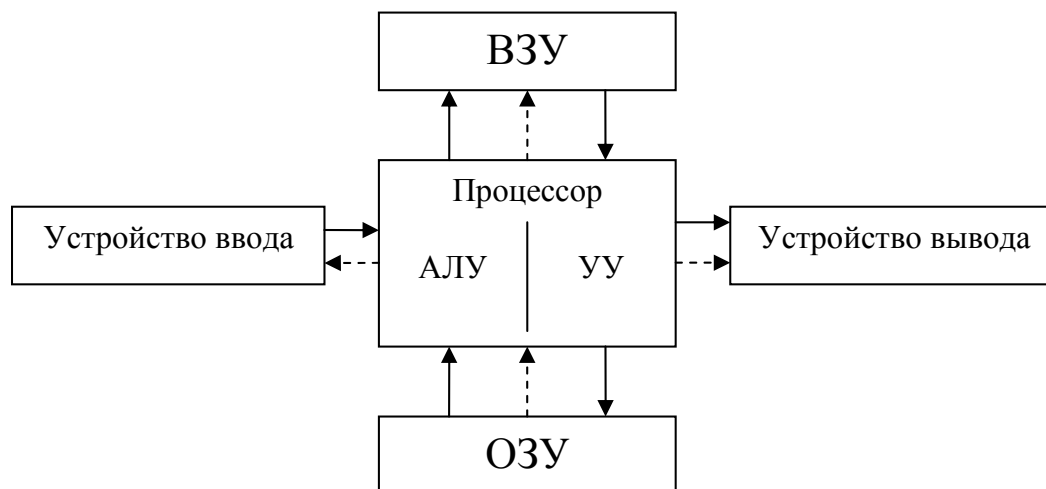 ВЗУ
Процессор
Устройство ввода
АЛУ
УУ
Устройство вывода
ОЗУ